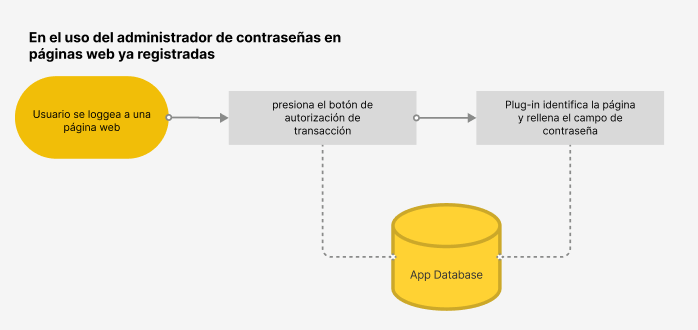 En el uso del administrador de contraseñas en
páginas web ya registradas
Usuario se loggea a una
página web
presiona el botón de
autorización de
transacción
Plug-in identifica la página
y rellena el campo de
contraseña
App Database